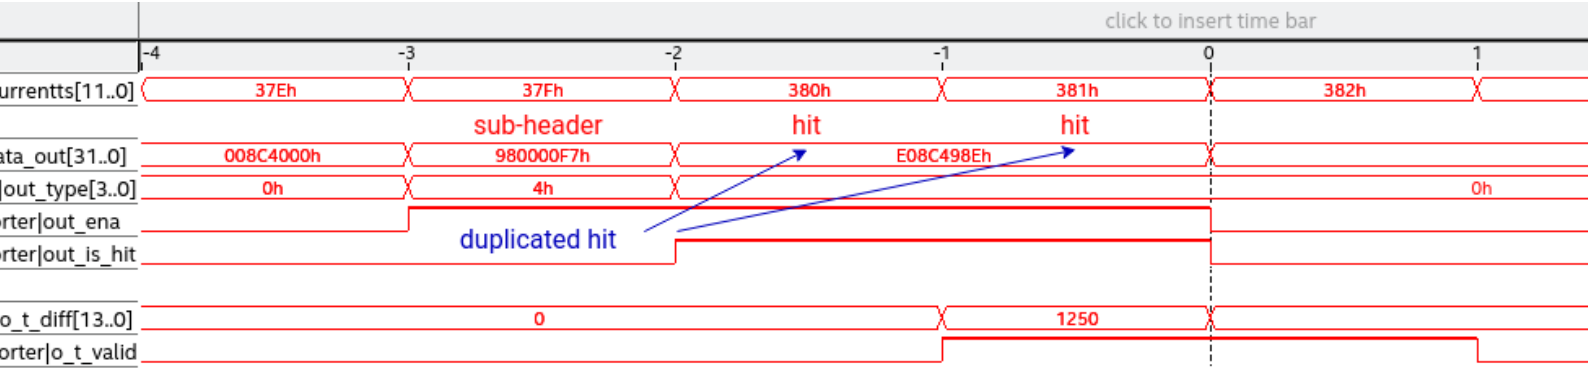 click to insert time bar
-4 -3 -2 -1 0 1
urrentts[11..0] 37Eh 37Fh 380h 381h 382h
sub-header hit hit
ata_out[31..0] 008C4000h 980000F7h E08C498Eh
|out_type[3..0] 0h 4h 0h
rter|out_ena
duplicated hit
rter|out_is_hit
o_t_diff[13..0] 0 1250
orter|o_t_valid